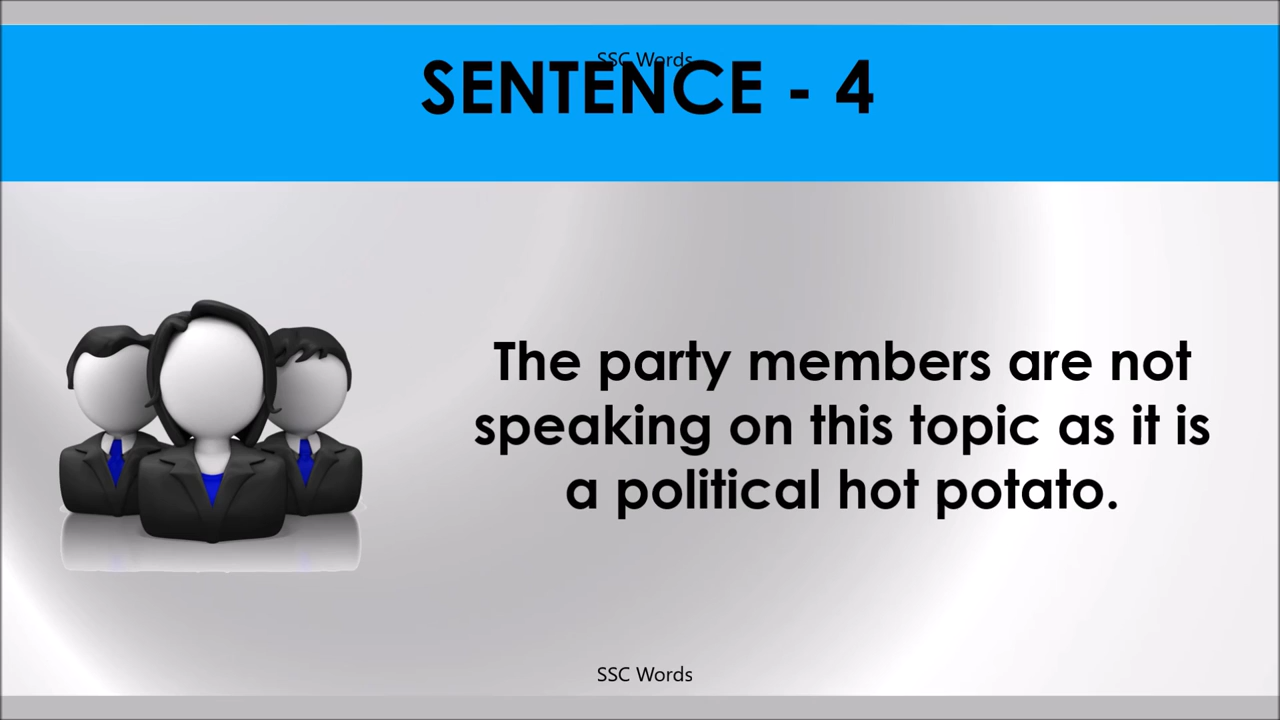 SSC Words
SENTENCE - 4
The party members are not
speaking on this topic as it is
a political hot potato.
SSC Words